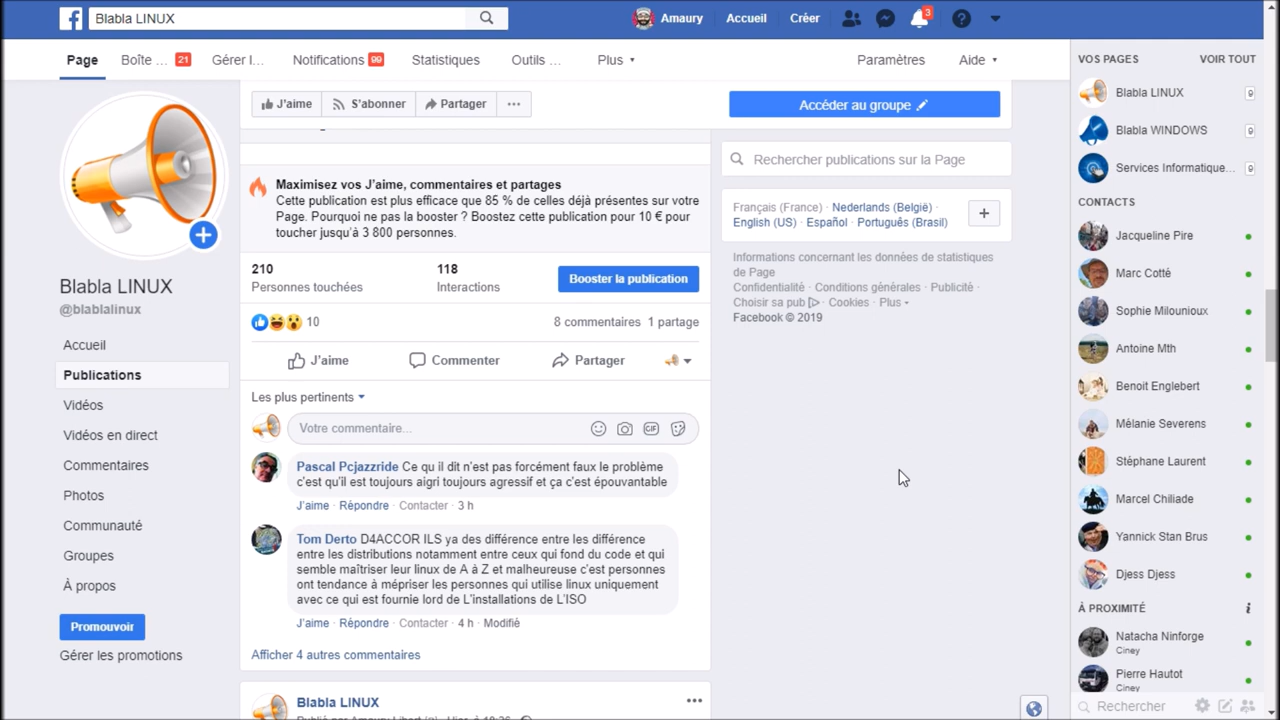 Blabla LINUX
Amaury
Accueil
Créer
3
Page
Boîte ...
21
Gérer l...
Notifications
99
Statistiques
Outils ...
Plus
Paramètres
Aide
J'aime
S'abonner
Partager
Accéder au groupe
Blabla LINUX
@blablalinux
Accueil
Publications
Vidéos
Vidéos en direct
Commentaires
Photos
Communauté
Groupes
À propos
Promouvoir
Gérer les promotions
Maximisez vos J'aime, commentaires et partages
Cette publication est plus efficace que 85 % de celles déjà présentes sur votre
Page. Pourquoi ne pas la booster ? Boostez cette publication pour 10 € pour
toucher jusqu'à 3 800 personnes.
210
Personnes touchées
118
Interactions
Booster la publication
10
8 commentaires 1 partage
J'aime
Commenter
Partager
Les plus pertinents
Votre commentaire...
GIF
Pascal Pcjazzride Ce qu il dit n'est pas forcément faux le problème
c'est qu'il est toujours aigri toujours agressif et ça c'est épouvantable
J'aime · Répondre · Contacter · 3 h
Tom Derto D4ACCOR ILS ya des différence entre les différence
entre les distributions notamment entre ceux qui fond du code et qui
semble maîtriser leur linux de A à Z et malheureuse c'est personnes
ont tendance à mépriser les personnes qui utilise linux uniquement
avec ce qui est fournie lord de L'installations de L'ISO
J'aime · Répondre · Contacter · 4 h · Modifié
Afficher 4 autres commentaires
Blabla LINUX
Rechercher publications sur la Page
Français (France) · Nederlands (België) ·
English (US) · Español · Português (Brasil)
Informations concernant les données de statistiques
de Page
Confidentialité · Conditions générales · Publicité ·
Choisir sa pub · Cookies · Plus
Facebook © 2019
VOS PAGES
VOIR TOUT
Blabla LINUX
9
Blabla WINDOWS
9
Services Informatique...
9
CONTACTS
Jacqueline Pire
Marc Cotté
Sophie Milounioux
Antoine Mth
Benoit Englebert
Mélanie Severens
Stéphane Laurent
Marcel Chiliade
Yannick Stan Brus
Djess Djess
À PROXIMITÉ
Natacha Ninforge
Ciney
Pierre Hautot
Ciney
Rechercher